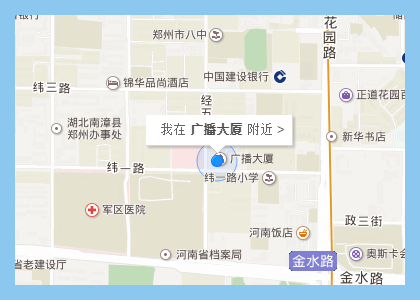 银行
郑州市八中
花园路
中国建设银行
锦华品尚酒店
纬三路
正道花园百
经五
湖北南漳县
郑州办事处
我在 广播大厦 附近 >
新华书店
广播大厦
纬一路
纬一路小学
军区医院
政三街
河南饭店
河南省档案局
金水路
奥斯卡会
省老建设厅
金水路